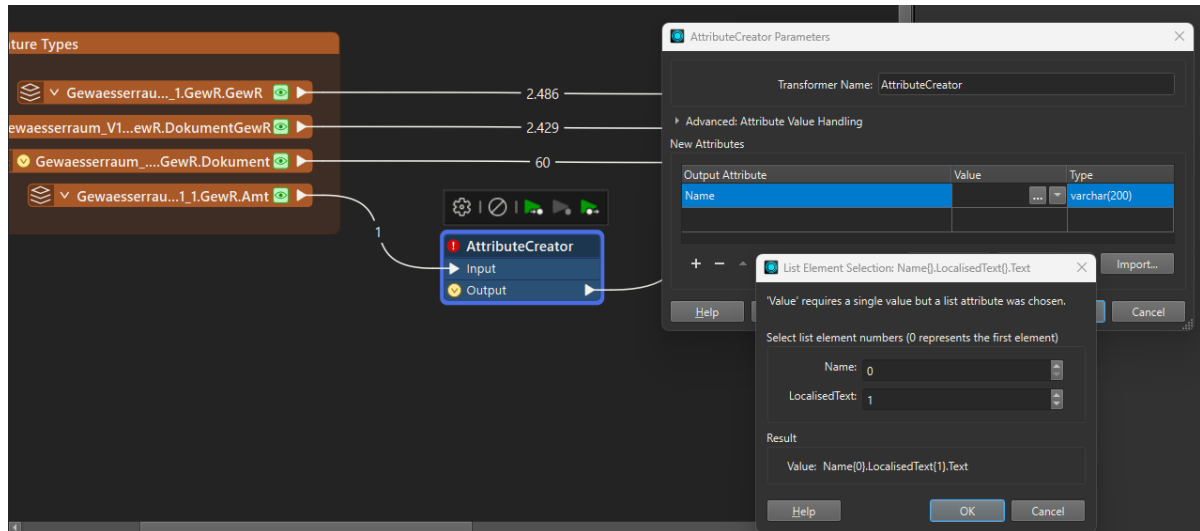 ture Types
Gewaesserrau..._1.GewR.GewR
2.486
ewaesserraum_V1...ewR.DokumentGewR
2.429
Gewaesserraum_....GewR.Dokument
60
Gewaesserrau...1_1.GewR.Amt
1
AttributeCreator
Input
Output
AttributeCreator Parameters
Transformer Name: AttributeCreator
Advanced: Attribute Value Handling
New Attributes
Output Attribute Value Type
Name ... varchar(200)
Import...
Help
Cancel
List Element Selection: Name{}.LocalisedText{}.Text
'Value' requires a single value but a list attribute was chosen.
Select list element numbers (0 represents the first element)
Name: 0
LocalisedText: 1
Result
Value: Name{0}.LocalisedText{1}.Text
Help OK Cancel